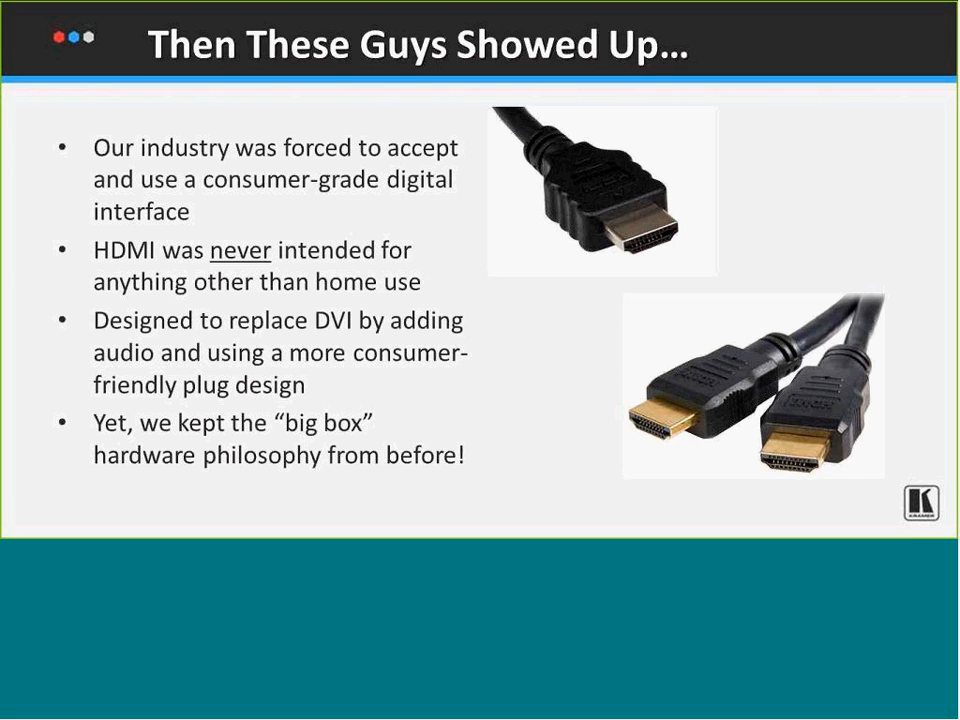 Then These Guys Showed Up…
• Our industry was forced to accept
and use a consumer-grade digital
interface
• HDMI was never intended for
anything other than home use
• Designed to replace DVI by adding
audio and using a more consumer-
friendly plug design
• Yet, we kept the “big box”
hardware philosophy from before!
K
KRAMER